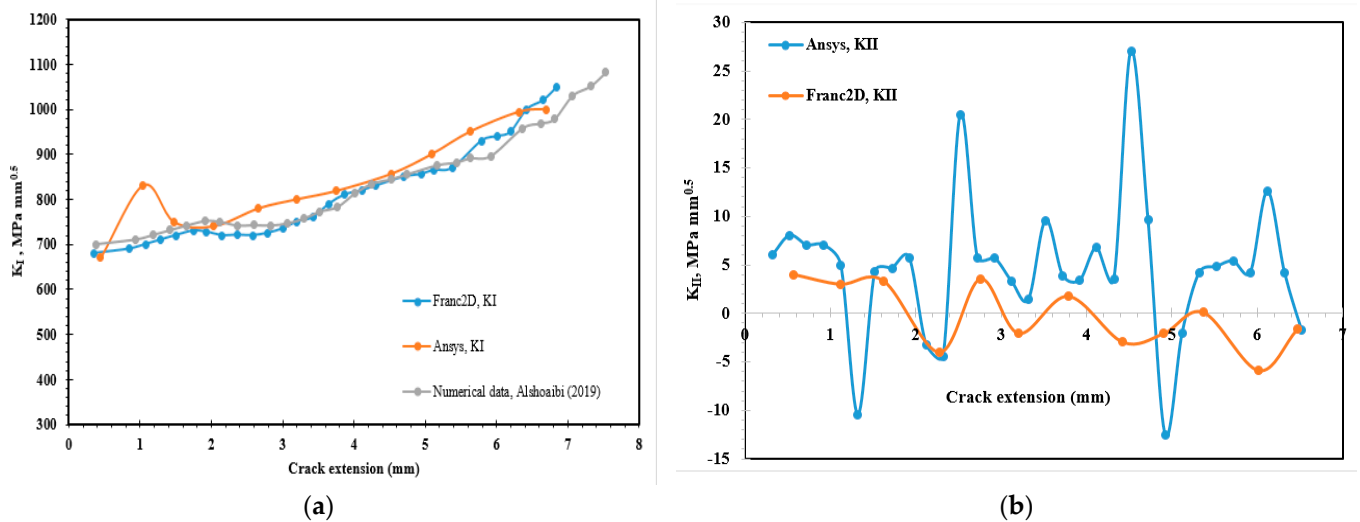 1200
1100
1000
900
800
700
600
500
400
300
K_I , MPa mm^0.5
Franc2D, KI
Ansys, KI
Numerical data, Alshoaibi (2019)
0 1 2 3 4 5 6 7 8
Crack extension (mm)
(a)
30
25
20
15
10
5
0
-5
-10
-15
K_II, MPa mm^0.5
Ansys, KII
Franc2D, KII
0 1 2 3 4 5 6 7
Crack extension (mm)
(b)